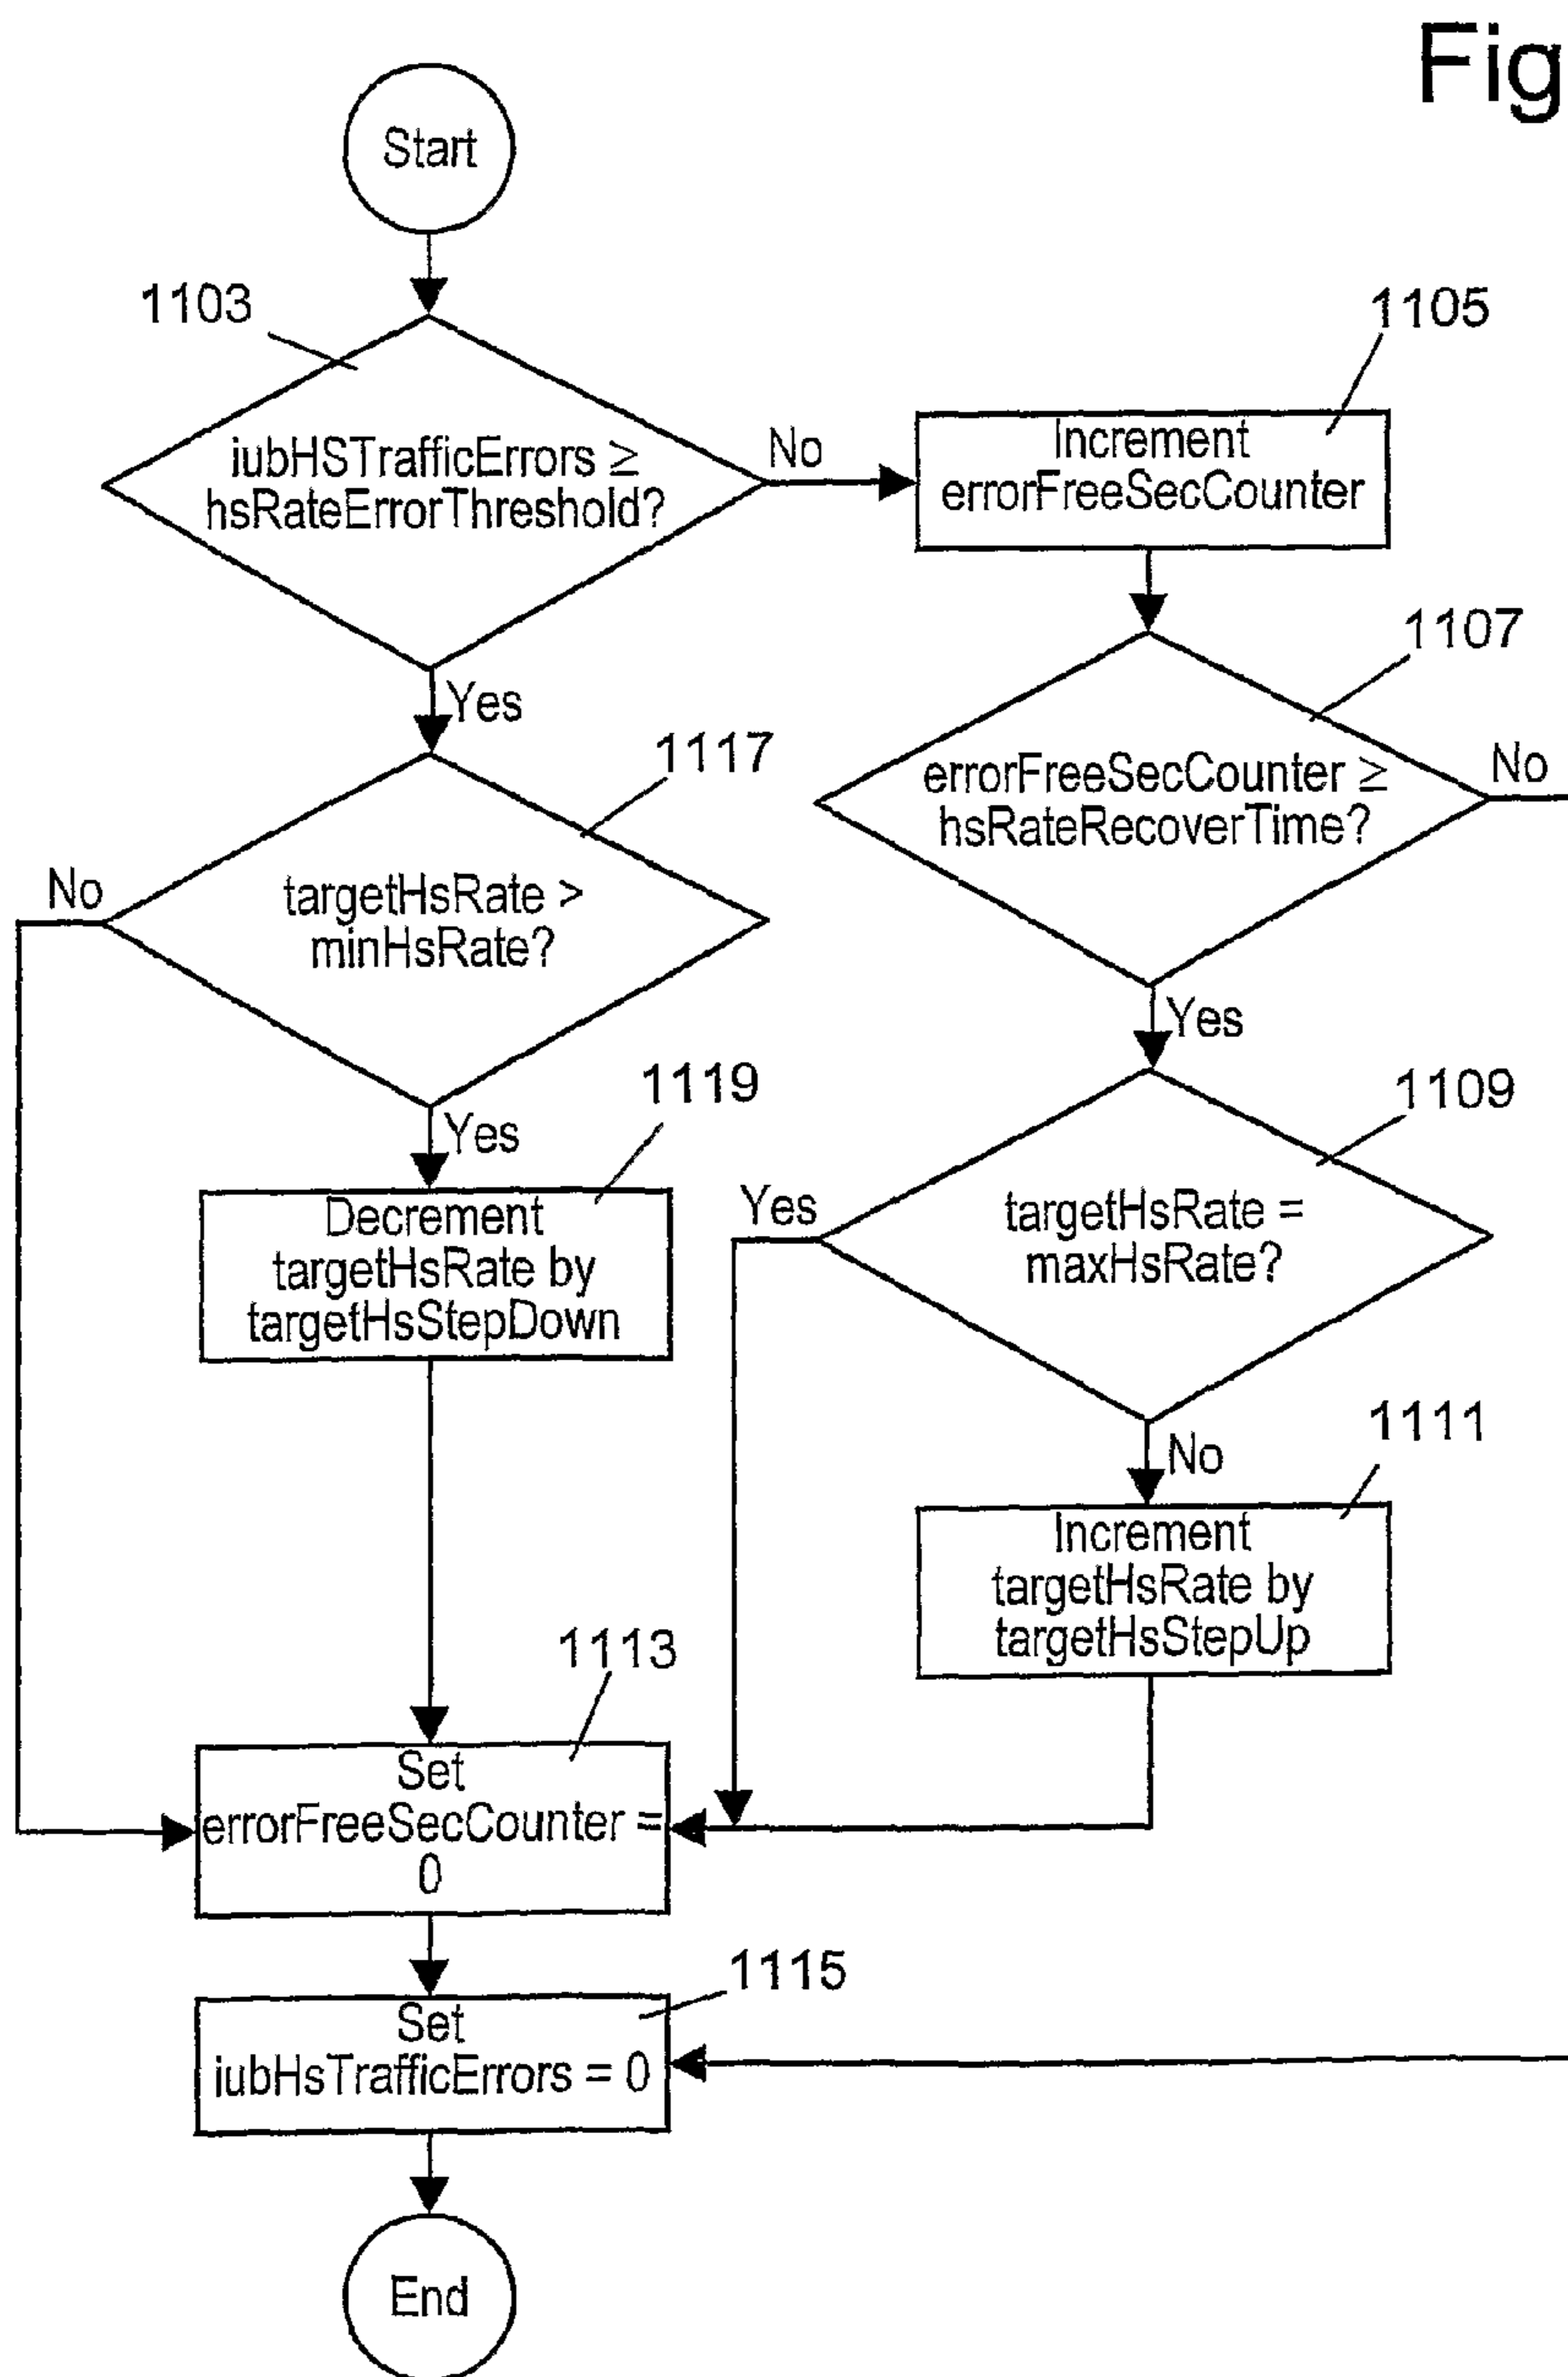 Fig
Start
1103
1105
iubHSTrafficErrors ≥
hsRateErrorThreshold?
No
Increment
errorFreeSecCounter
Yes
1107
1117
errorFreeSecCounter ≥
hsRateRecoverTime?
No
No
targetHsRate >
minHsRate?
Yes
1119
1109
Yes
Decrement
targetHsRate by
targetHsStepDown
Yes
targetHsRate =
maxHsRate?
1111
No
Increment
targetHsRate by
targetHsStepUp
1113
Set
errorFreeSecCounter =
0
1115
Set
iubHsTrafficErrors = 0
End